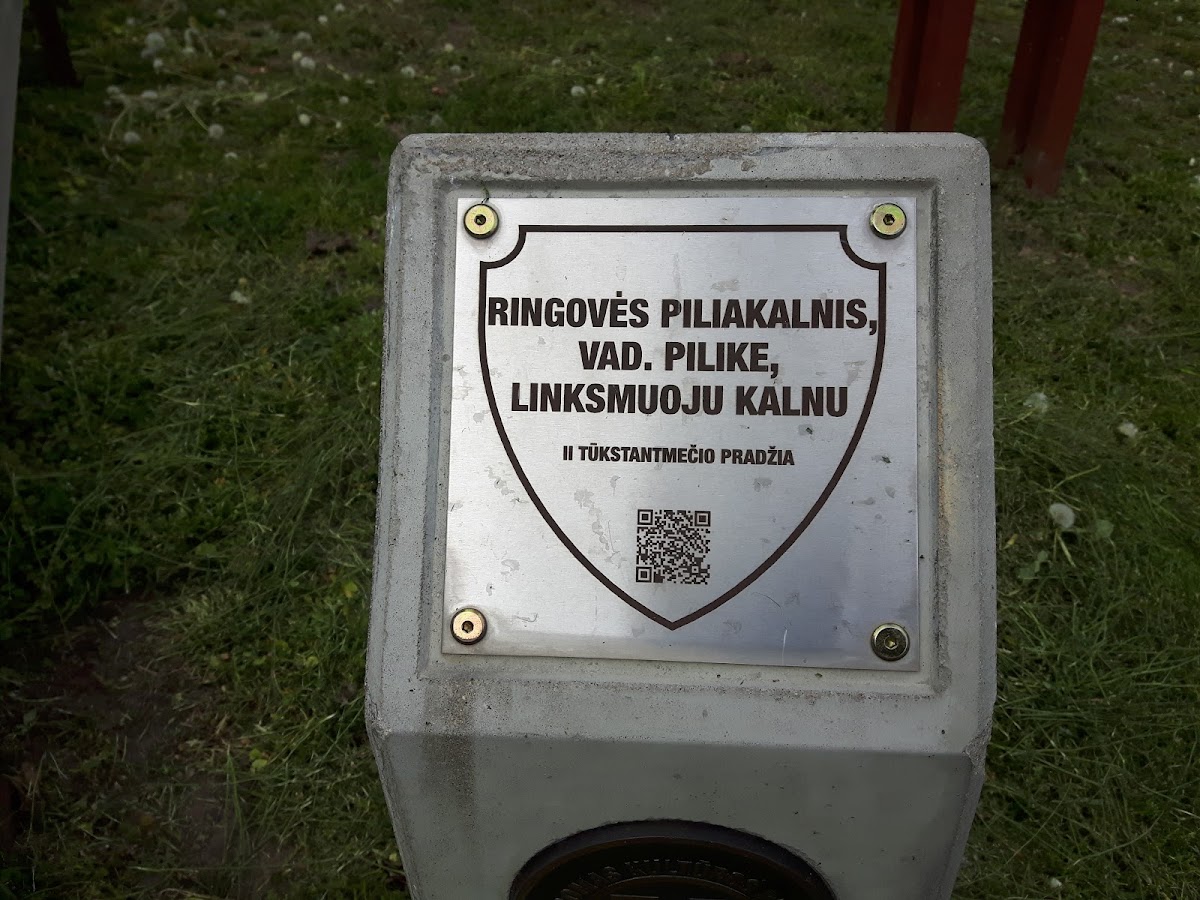 RINGOVĖS PILIAKALNIS,
VAD. PILIKE,
LINKSMUOJU KALNU
II TŪKSTANTMEČIO PRADŽIA